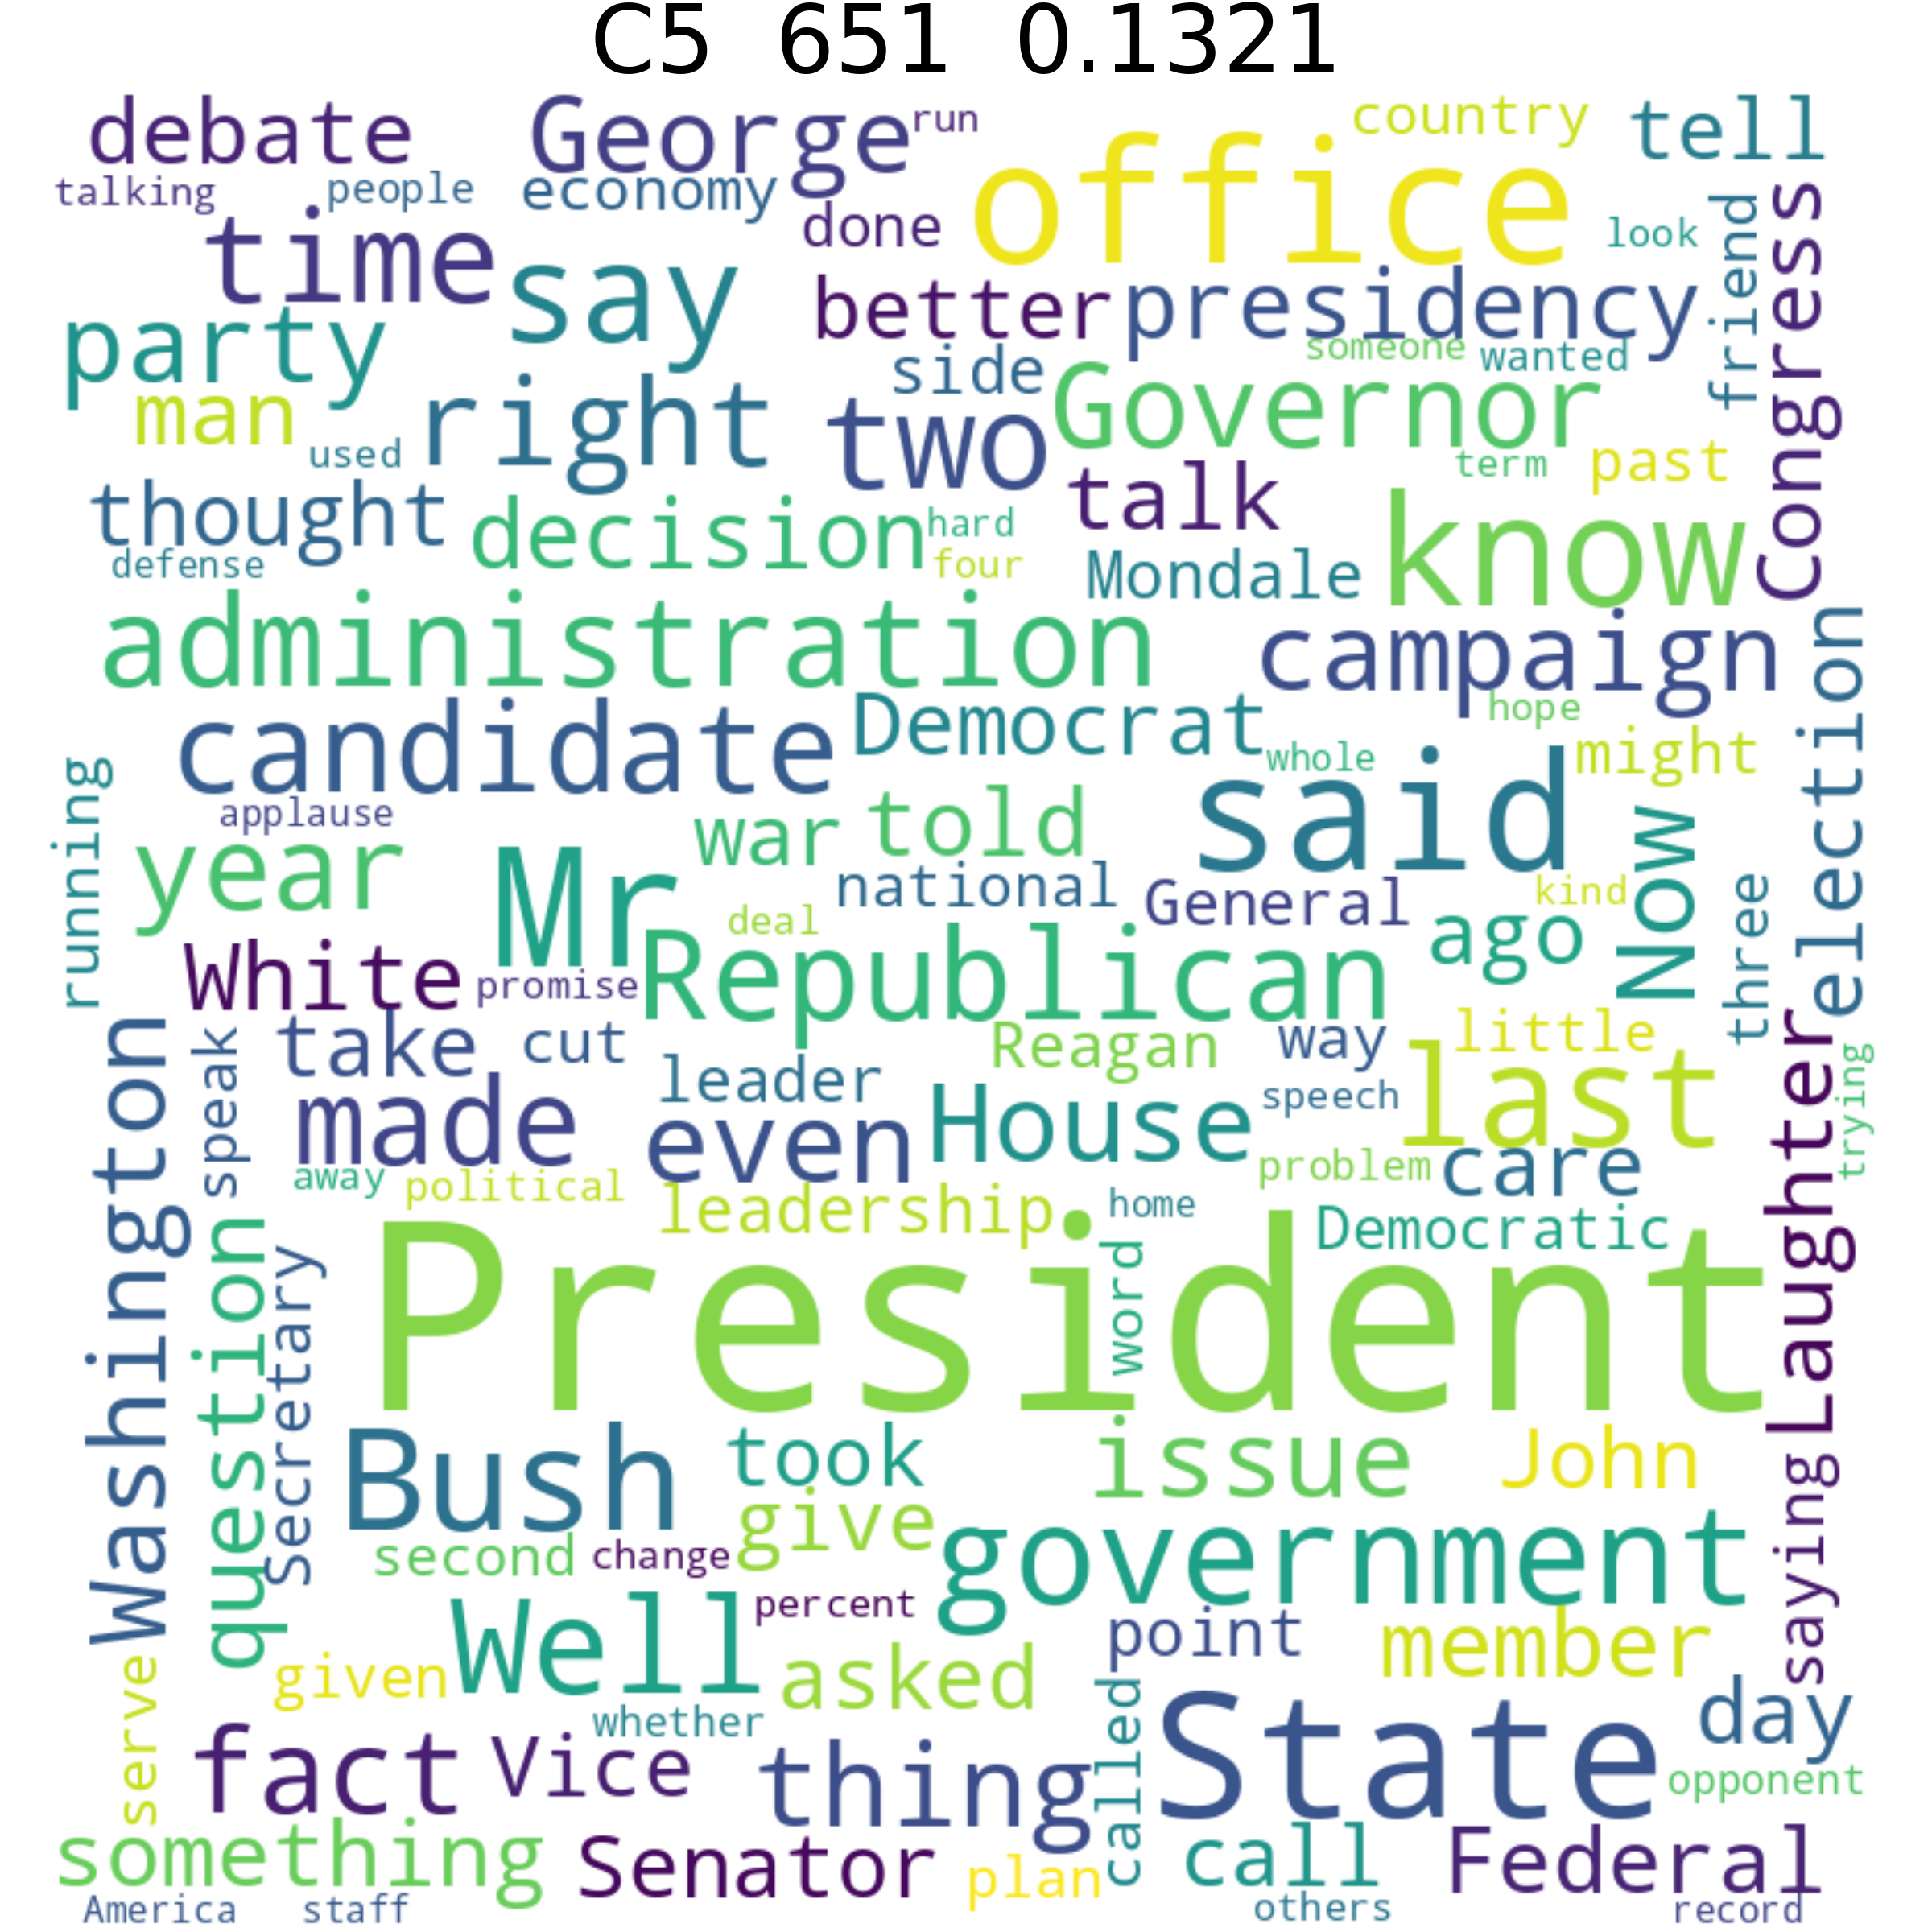 C5 651 0.1321
debate George run office country tell
talking people economy done look friend Congress
time say better presidency
party side someone wanted
man used right two Governor term past
thought decision hard talk know
defense four Mondale
administration campaign election
candidate Democrat hope
running applause whole said might
year Mr war told national General kind Now three
deal ago
White promise Republican
Washington speak take cut Reagan way little Laughter trying
made leader even House speech last
away political leadership home problem care
question Secretary President word Democratic
Bush took issue John
second change give government saying
Well percent point member
serve given asked called State day
whether
fact Vice thing opponent
something Senator plan call Federal
America staff others record